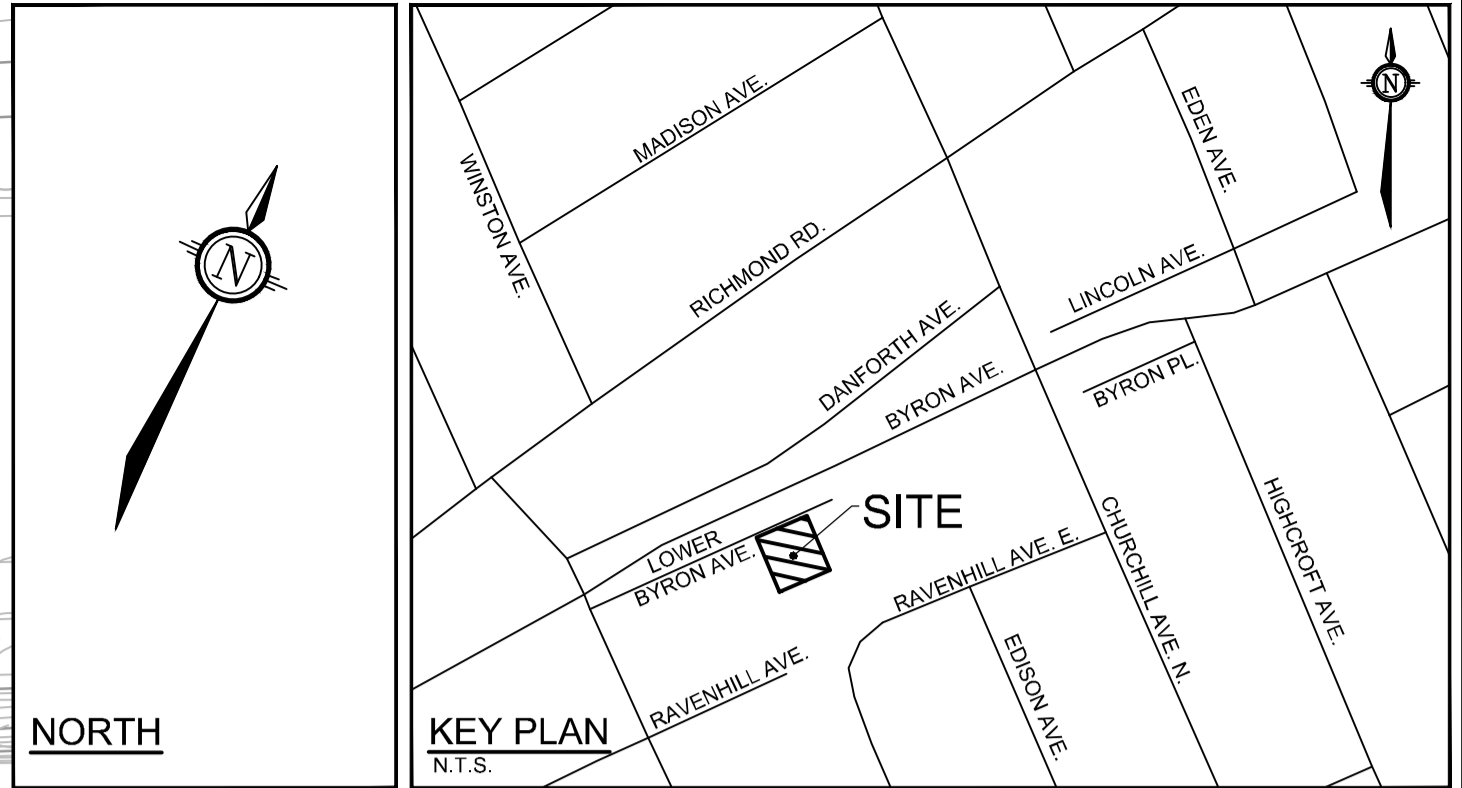 N
NORTH
N
MADISON AVE.
WINSTON AVE.
EDEN AVE.
RICHMOND RD.
LINCOLN AVE.
DANFORTH AVE.
BYRON AVE.
BYRON PL.
SITE
LOWER
BYRON AVE.
RAVENHILL AVE. E.
CHURCHILL AVE. N.
HIGHCROFT AVE.
EDISON AVE.
RAVENHILL AVE.
KEY PLAN
N.T.S.